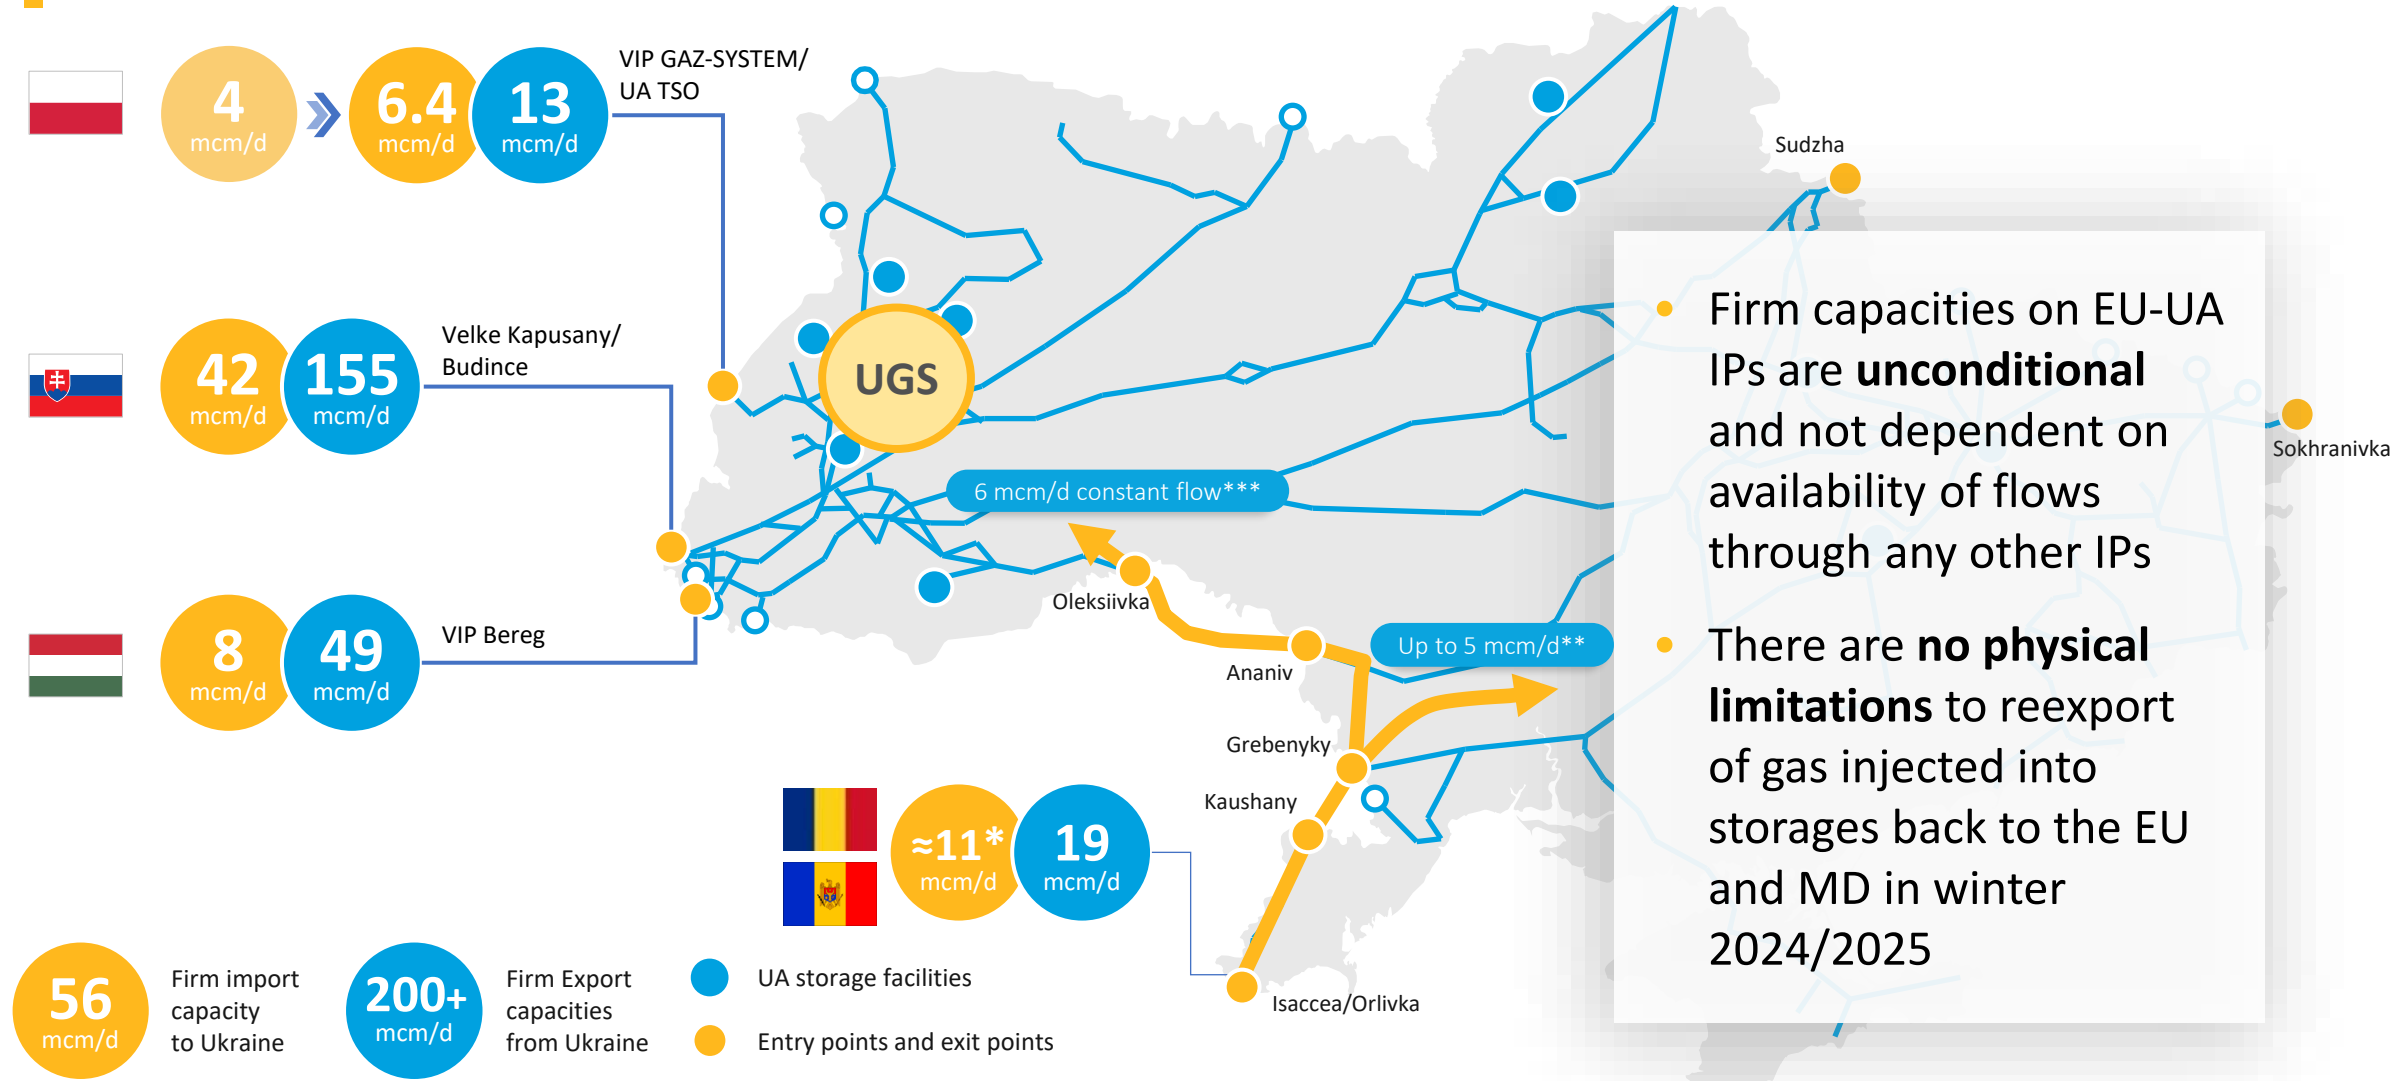 4
mcm/d
6.4
mcm/d
13
mcm/d
VIP GAZ-SYSTEM/
UA TSO
42
mcm/d
155
mcm/d
Velke Kapusany/
Budince
8
mcm/d
49
mcm/d
VIP Bereg
UGS
Sudzha
Sokhranivka
6 mcm/d constant flow***
Oleksiivka
Ananiv
Up to 5 mcm/d**
Grebenyky
Kaushany
≈11*
mcm/d
19
mcm/d
Isaccea/Orlivka
• Firm capacities on EU-UA
IPs are unconditional
and not dependent on
availability of flows
through any other IPs
• There are no physical
limitations to reexport
of gas injected into
storages back to the EU
and MD in winter
2024/2025
56
mcm/d
Firm import
capacity
to Ukraine
200+
mcm/d
Firm Export
capacities
from Ukraine
UA storage facilities
Entry points and exit points